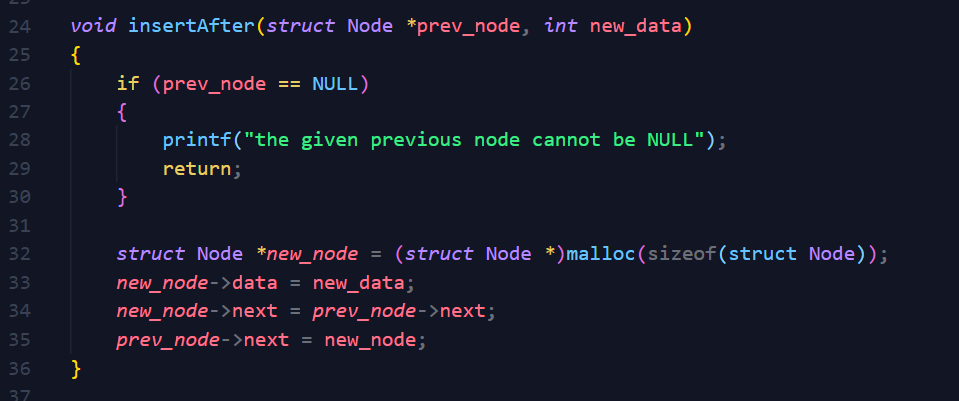 24 void insertAfter(struct Node *prev_node, int new_data)
25 {
26     if (prev_node == NULL)
27     {
28         printf("the given previous node cannot be NULL");
29         return;
30     }
31
32     struct Node *new_node = (struct Node *)malloc(sizeof(struct Node));
33     new_node->data = new_data;
34     new_node->next = prev_node->next;
35     prev_node->next = new_node;
36 }
37